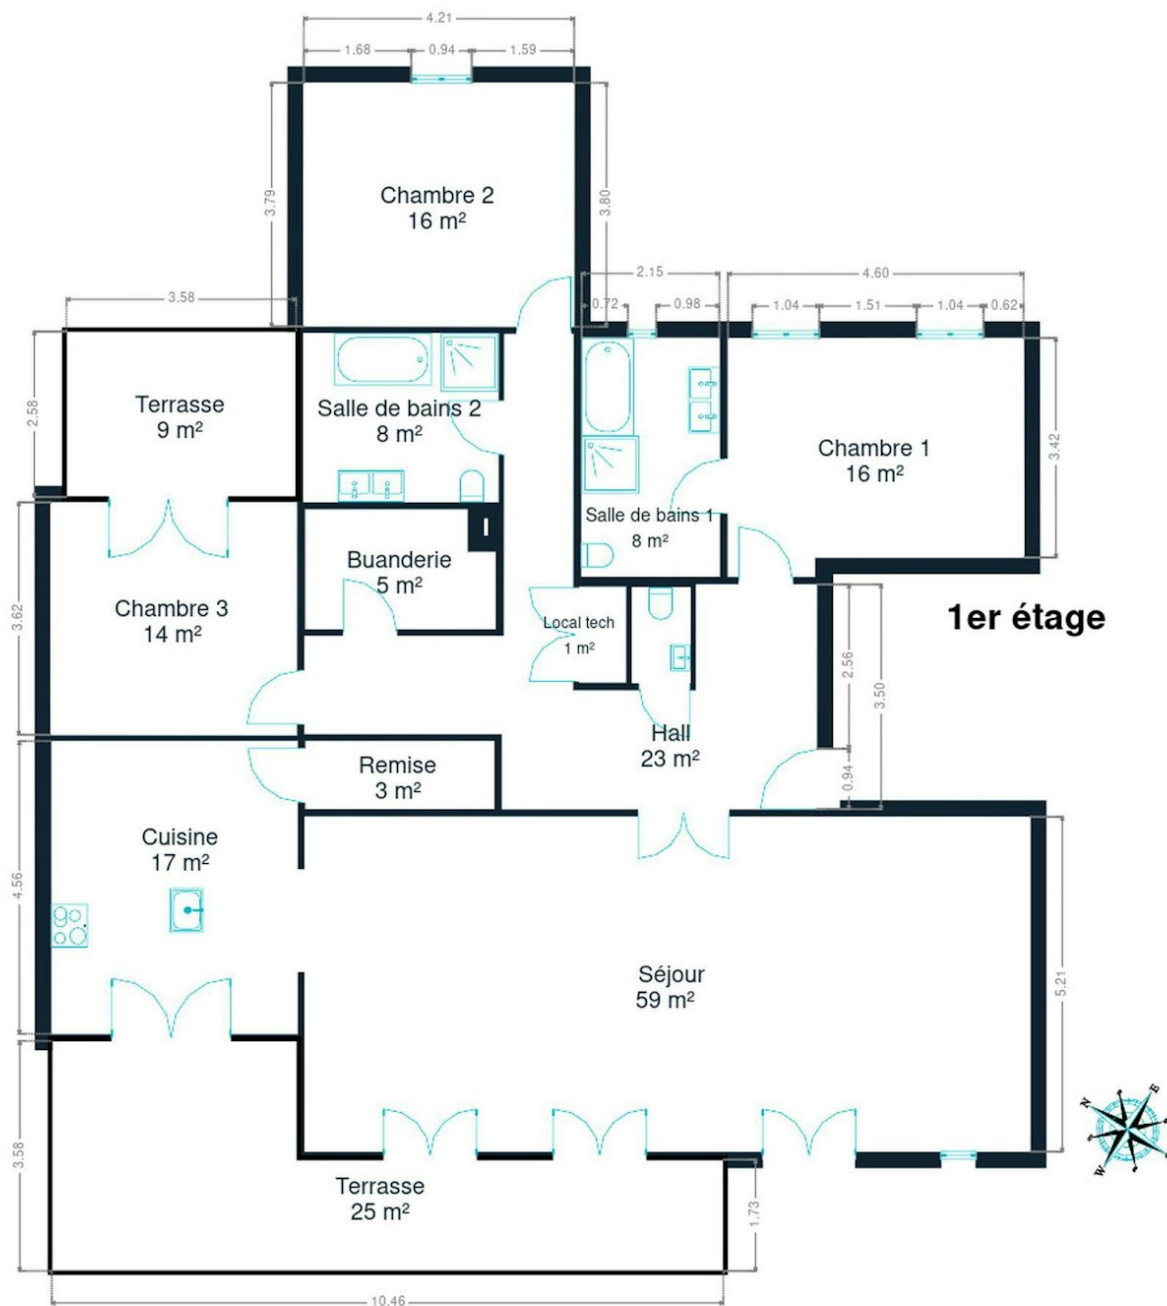 4.21
1.68
0.94
1.59
3.79
3.80
Chambre 2
16 m²
3.58
2.15
4.60
0.72
0.98
1.04
1.51
1.04
0.62
2.58
Terrasse
9 m²
Salle de bains 2
8 m²
Chambre 1
16 m²
3.42
Salle de bains 1
8 m²
Buanderie
5 m²
3.62
Chambre 3
14 m²
Local tech
1 m²
1er étage
2.56
3.50
0.94
Hall
23 m²
Remise
3 m²
Cuisine
17 m²
4.56
Séjour
59 m²
5.21
N
E
W
3.58
Terrasse
25 m²
1.73
10.46